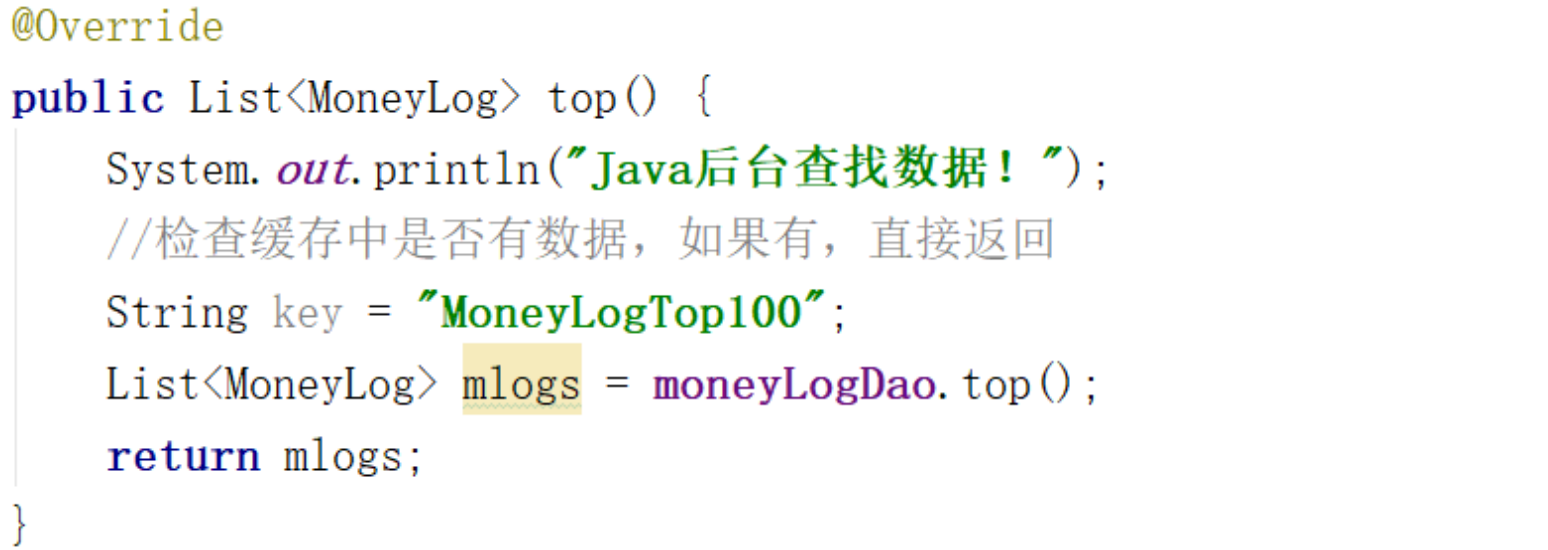 @Override
public List<MoneyLog> top() {
System.out.println("Java后台查找数据！");
//检查缓存中是否有数据，如果有，直接返回
String key = "MoneyLogTop100";
List<MoneyLog> mlogs = moneyLogDao.top();
return mlogs;
}